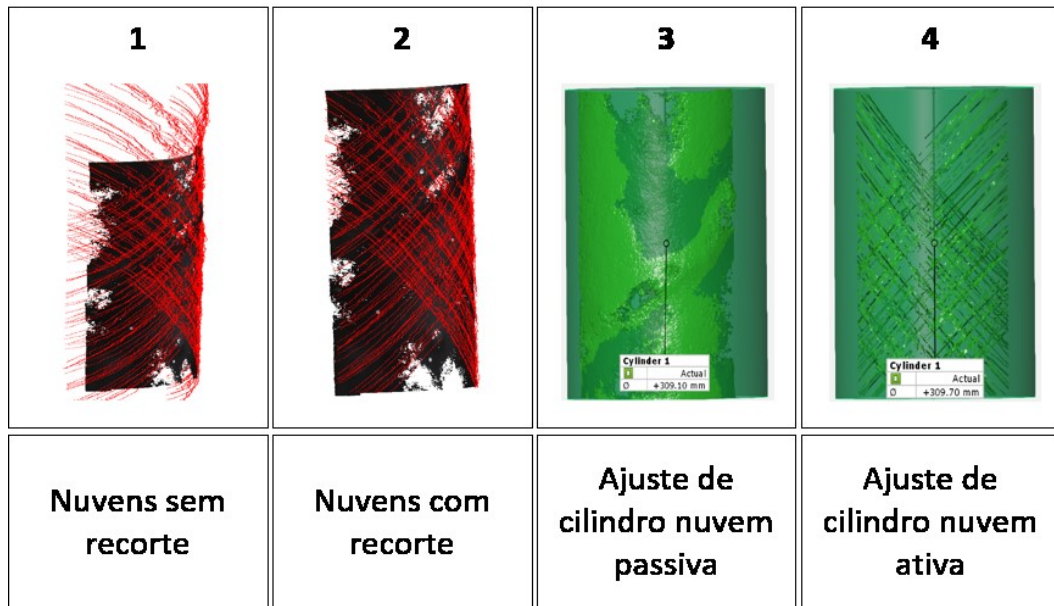 1
2
3
4
Cylinder 1
Actual
Ø +309.10 mm
Cylinder 1
Actual
Ø +309.70 mm
Nuvens sem
recorte
Nuvens com
recorte
Ajuste de
cilindro nuvem
passiva
Ajuste de
cilindro nuvem
ativa